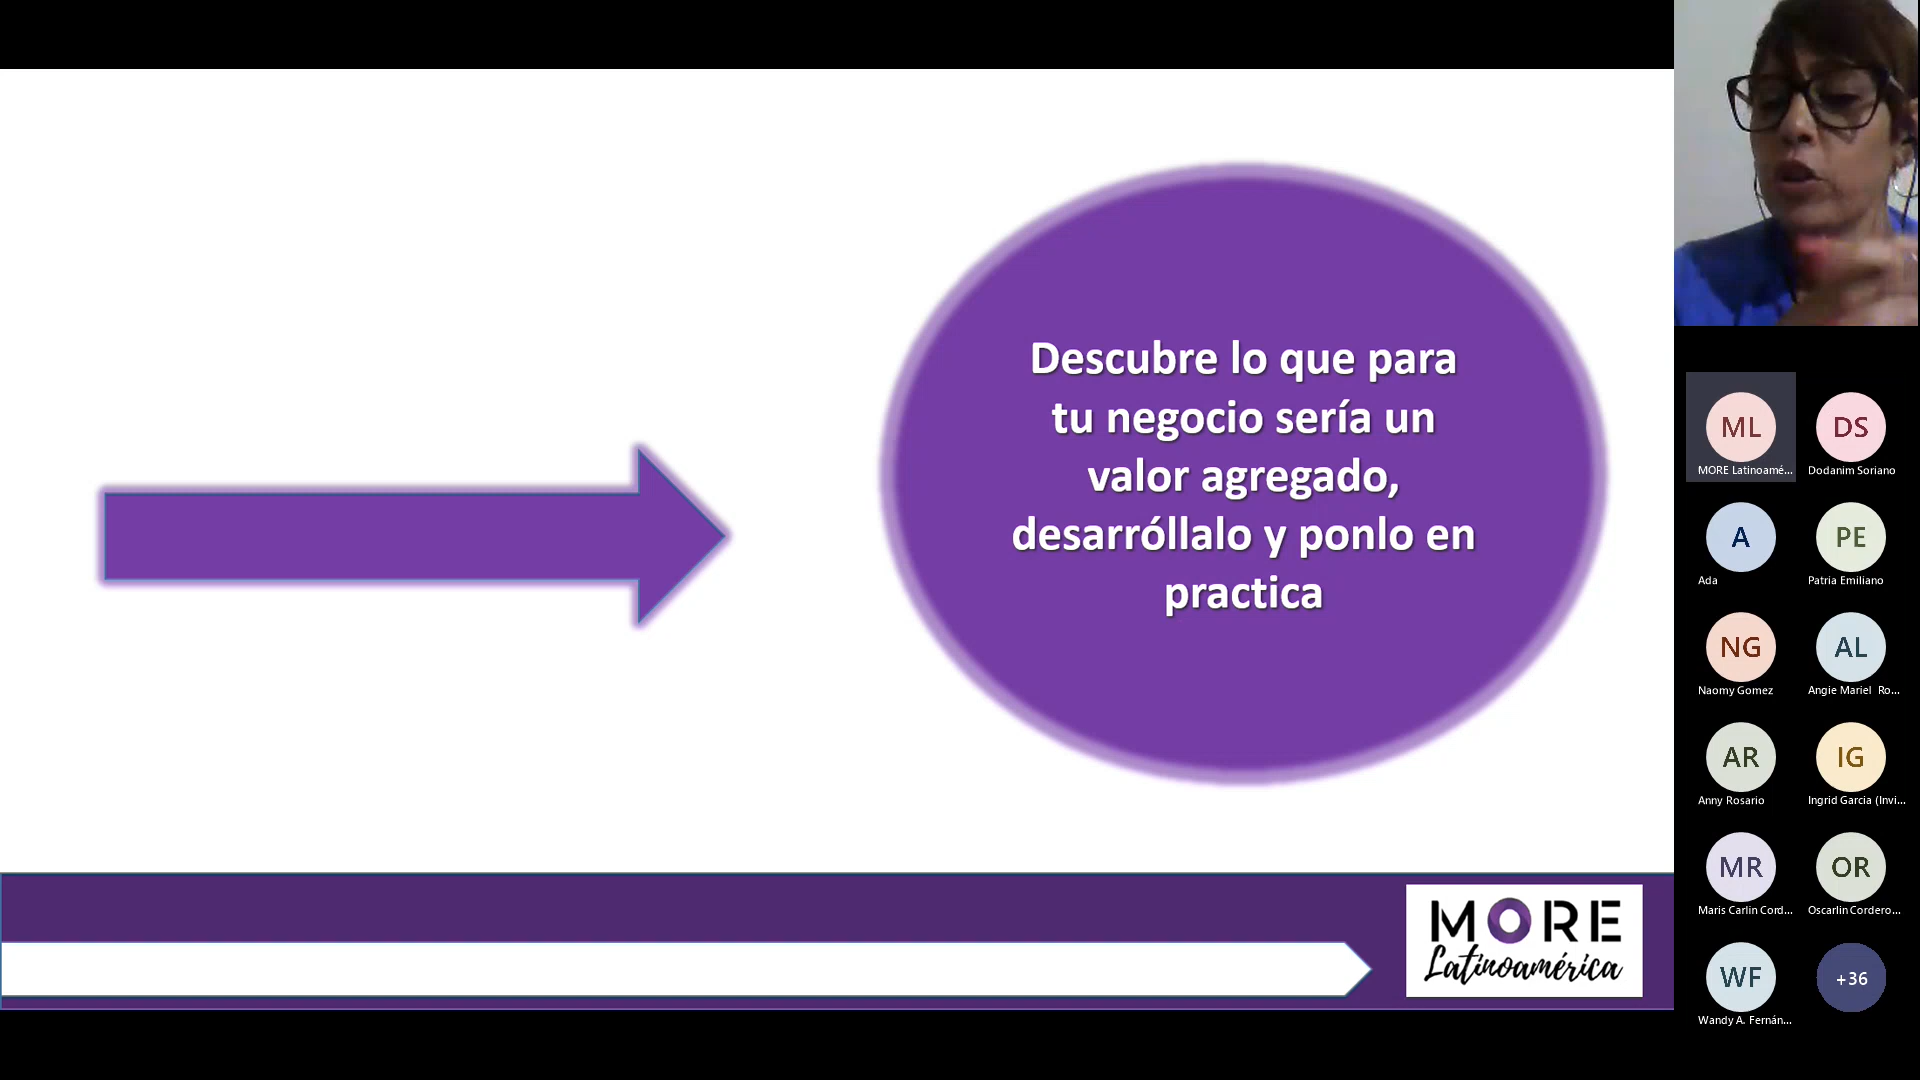 Descubre lo que para
tu negocio sería un
valor agregado,
desarróllalo y ponlo en
practica
MORE
Latinoamérica
ML
MORE Latinoamé...
DS
Dodanim Soriano
A
Ada
PE
Patria Emiliano
NG
Naomy Gomez
AL
Angie Mariel Ro...
AR
Anny Rosario
IG
Ingrid Garcia (Invi...
MR
Maris Carlin Cord...
OR
Oscarlin Cordero...
WF
Wandy A. Fernán...
+36